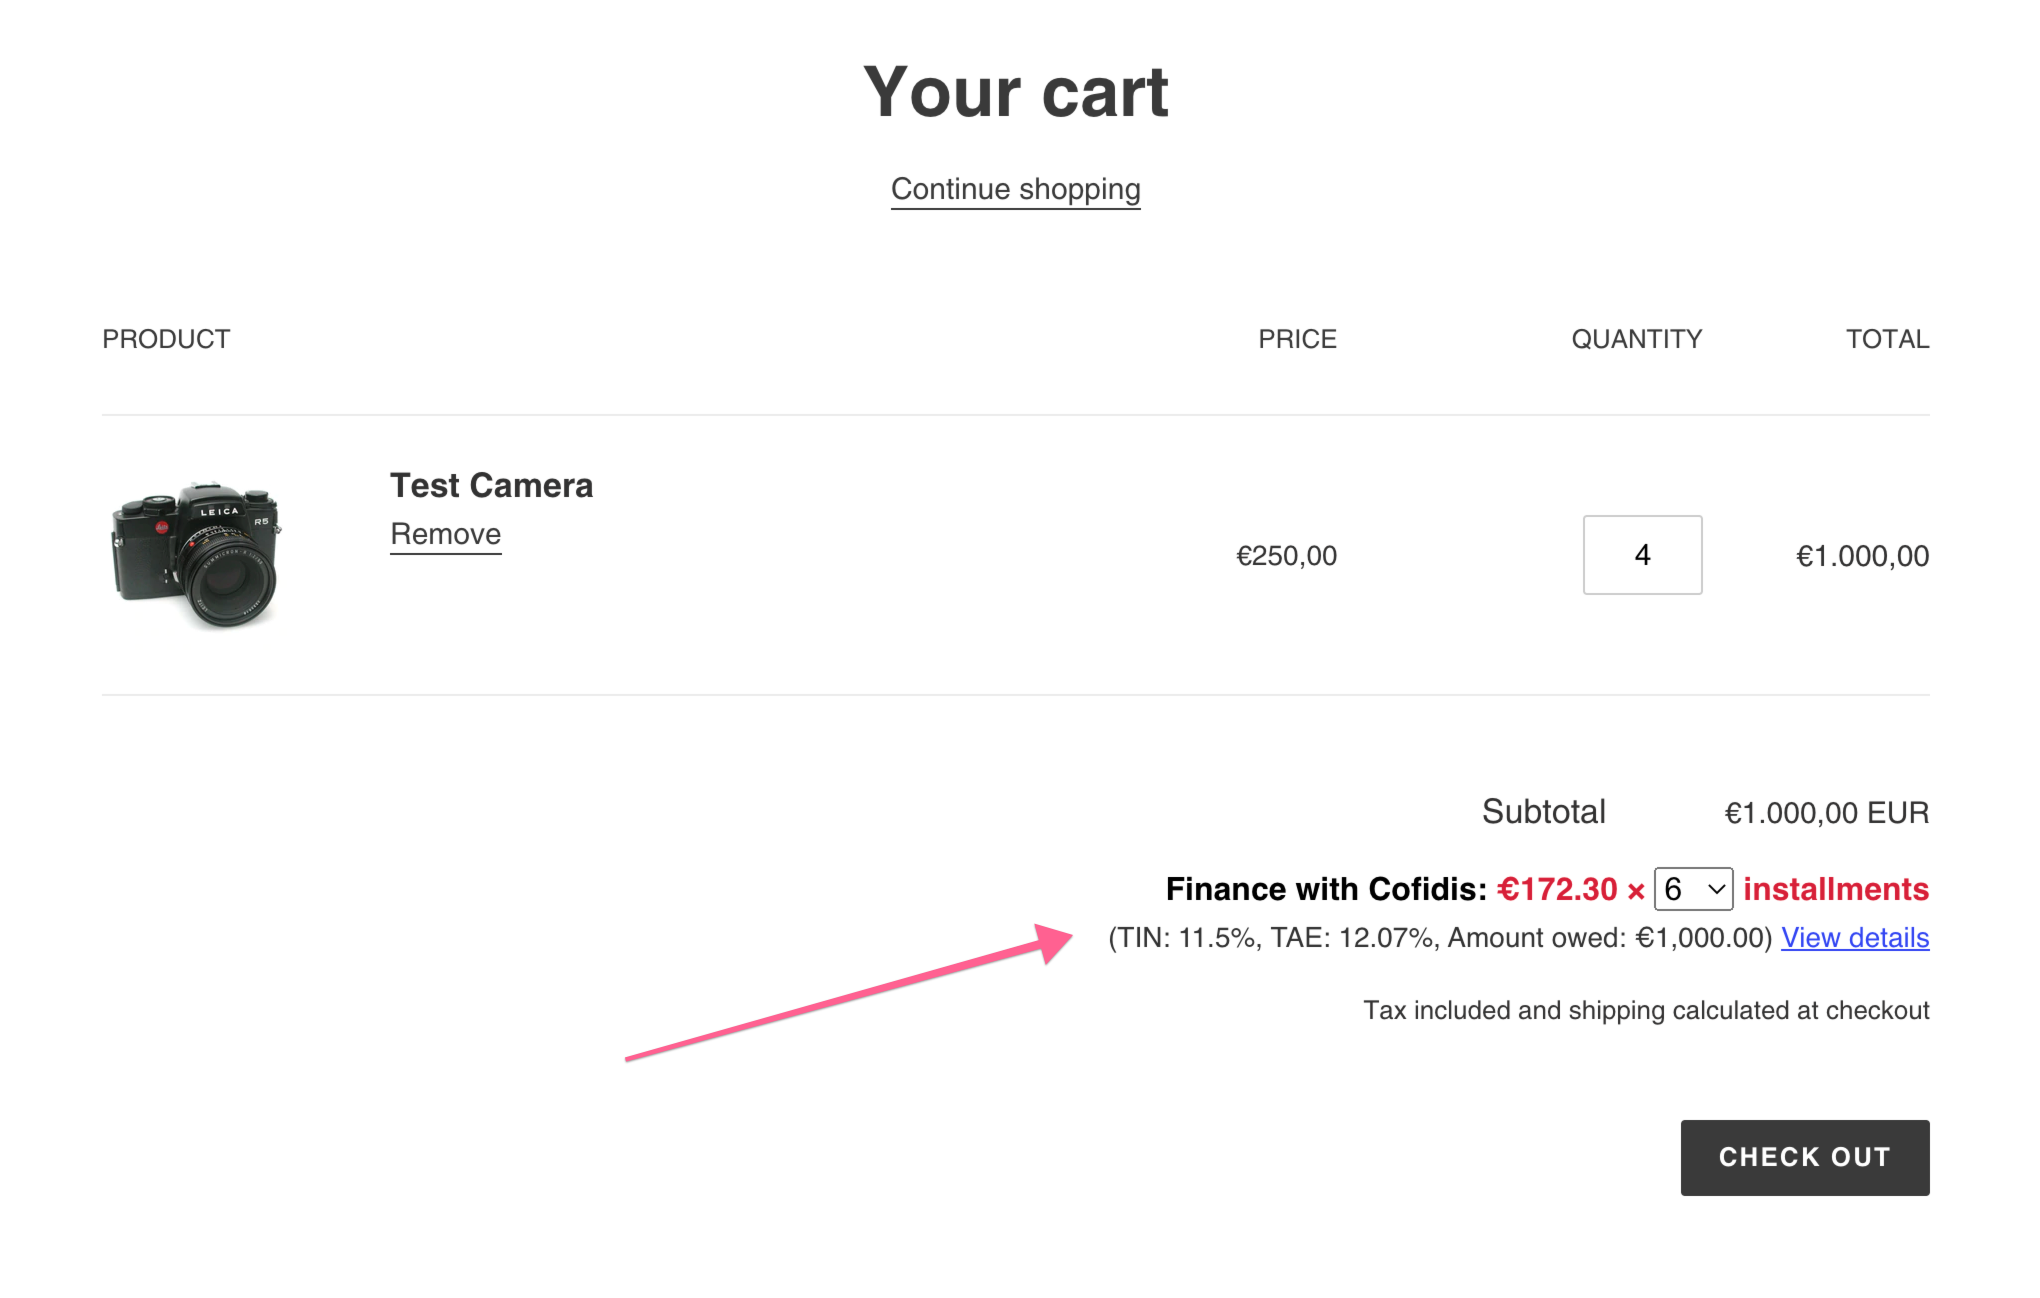 Your cart
Continue shopping
PRODUCT PRICE QUANTITY TOTAL
LEICA
R5
Test Camera
Remove
€250,00 4 €1.000,00
Subtotal €1.000,00 EUR
Finance with Cofidis: €172.30 × 6 installments
(TIN: 11.5%, TAE: 12.07%, Amount owed: €1,000.00) View details
Tax included and shipping calculated at checkout
CHECK OUT